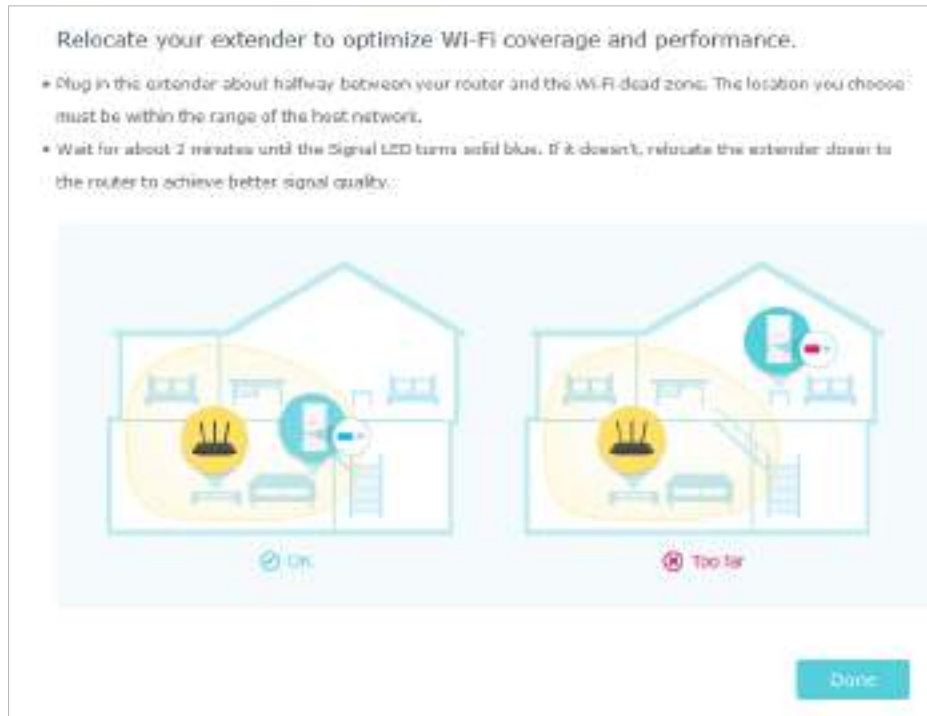 Relocate your extender to optimize Wi-Fi coverage and performance.
• Plug in the extender about halfway between your router and the Wi-Fi dead zone. The location you choose
must be within the range of the host network.
• Wait for about 2 minutes until the Signal LED turns solid blue. If it doesn't, relocate the extender closer to
the router to achieve better signal quality.
OK
Too far
Done